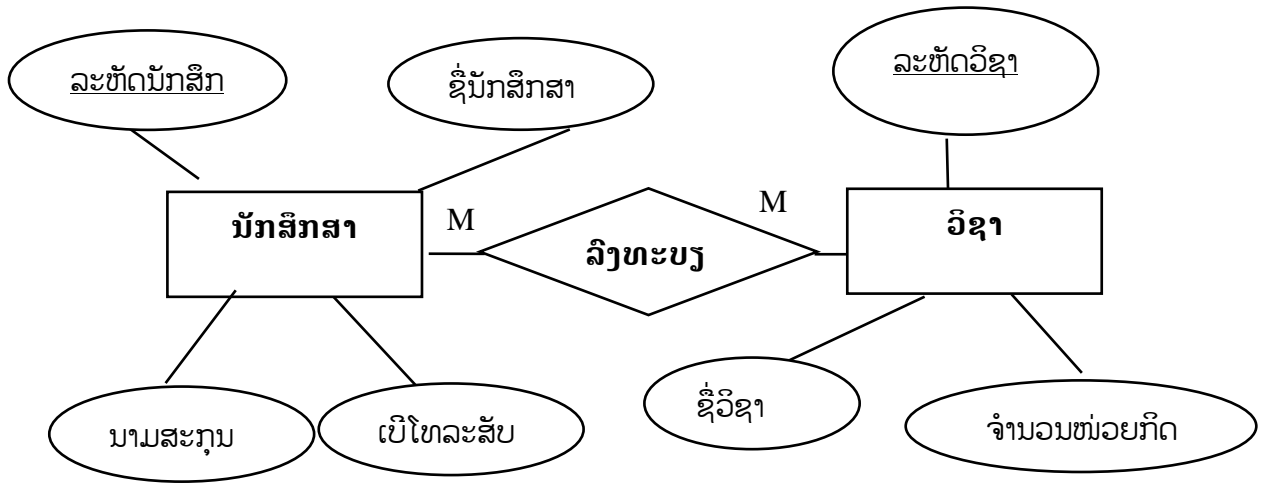 ລະຫັດນັກສຶກ
ຊື່ນັກສຶກສາ
ລະຫັດວິຊາ
ນັກສຶກສາ
M
ລົງທະບຽ
M
ວິຊາ
ນາມສະກຸນ
ເບີໂທລະສັບ
ຊື່ວິຊາ
ຈຳນວນໜ່ວຍກິດ